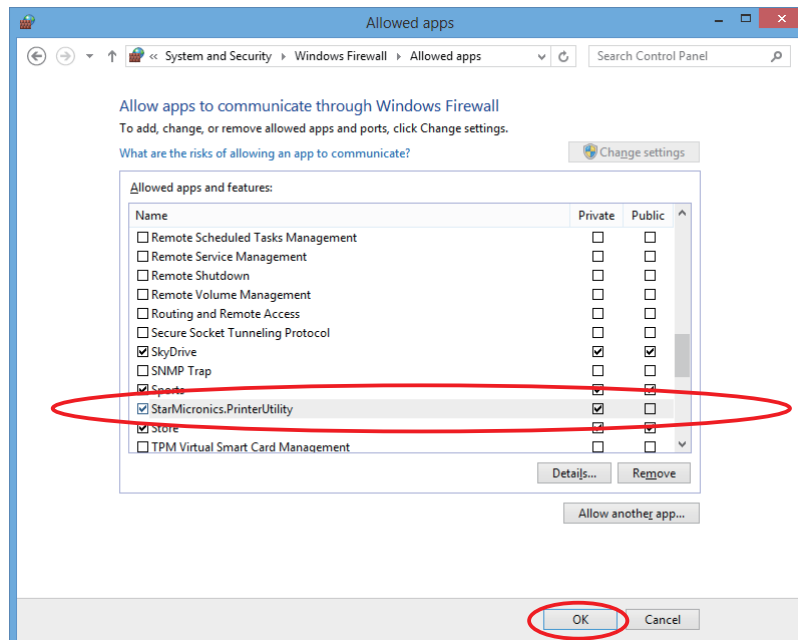 Allowed apps
« System and Security Windows Firewall Allowed apps
Search Control Panel
Allow apps to communicate through Windows Firewall
To add, change, or remove allowed apps and ports, click Change settings.
What are the risks of allowing an app to communicate?
Change settings
Allowed apps and features:
Name Private Public
Remote Scheduled Tasks Management
Remote Service Management
Remote Shutdown
Remote Volume Management
Routing and Remote Access
Secure Socket Tunneling Protocol
SkyDrive
SNMP Trap
Sports
StarMicronics.PrinterUtility
Store
TPM Virtual Smart Card Management
Details... Remove
Allow another app...
OK Cancel